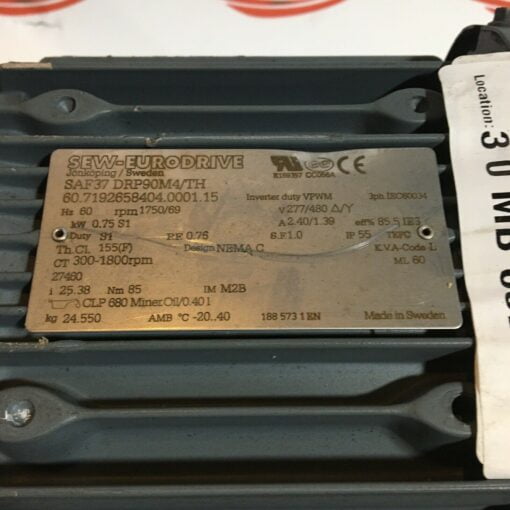 SEW-EURODRIVE
Jönköping / Sweden
SAF37 DRP90M4/TH
60.7192658404.0001.15 Inverter duty VPWM 3ph. IEC60034
Hz 60 rpm 1750/69 V 277/480 Δ/Y
kW 0.75 S1 A 2.40/1.39 eff% 85.5 IE3
Duty S1 P.F. 0.76 S.F. 1.0 IP 55 TEFC
Th.Cl. 155(F) Design NEMA C K.V.A-Code L
CT 300-1800rpm ML 60
27460
i 25.38 Nm 85 IM M2B
CLP 680 Miner.Oil/0.40 l
kg 24.550 AMB °C -20..40 188 573 1 EN Made in Sweden
Location:
30 MB